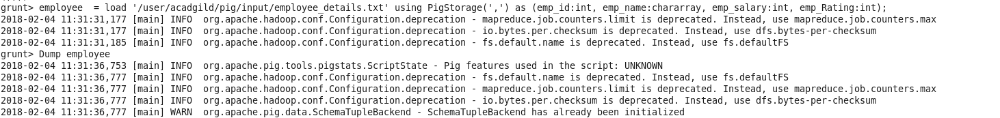 grunt> employee  = load '/user/acadgild/pig/input/employee_details.txt' using PigStorage(',') as (emp_id:int, emp_name:chararray, emp_salary:int, emp_Rating:int);
2018-02-04 11:31:31,177 [main] INFO  org.apache.hadoop.conf.Configuration.deprecation - mapreduce.job.counters.limit is deprecated. Instead, use mapreduce.job.counters.max
2018-02-04 11:31:31,177 [main] INFO  org.apache.hadoop.conf.Configuration.deprecation - io.bytes.per.checksum is deprecated. Instead, use dfs.bytes-per-checksum
2018-02-04 11:31:31,185 [main] INFO  org.apache.hadoop.conf.Configuration.deprecation - fs.default.name is deprecated. Instead, use fs.defaultFS
grunt> Dump employee
2018-02-04 11:31:36,753 [main] INFO  org.apache.pig.tools.pigstats.ScriptState - Pig features used in the script: UNKNOWN
2018-02-04 11:31:36,777 [main] INFO  org.apache.hadoop.conf.Configuration.deprecation - fs.default.name is deprecated. Instead, use fs.defaultFS
2018-02-04 11:31:36,777 [main] INFO  org.apache.hadoop.conf.Configuration.deprecation - mapreduce.job.counters.limit is deprecated. Instead, use mapreduce.job.counters.max
2018-02-04 11:31:36,777 [main] INFO  org.apache.hadoop.conf.Configuration.deprecation - io.bytes.per.checksum is deprecated. Instead, use dfs.bytes-per-checksum
2018-02-04 11:31:36,777 [main] WARN  org.apache.pig.data.SchemaTupleBackend - SchemaTupleBackend has already been initialized